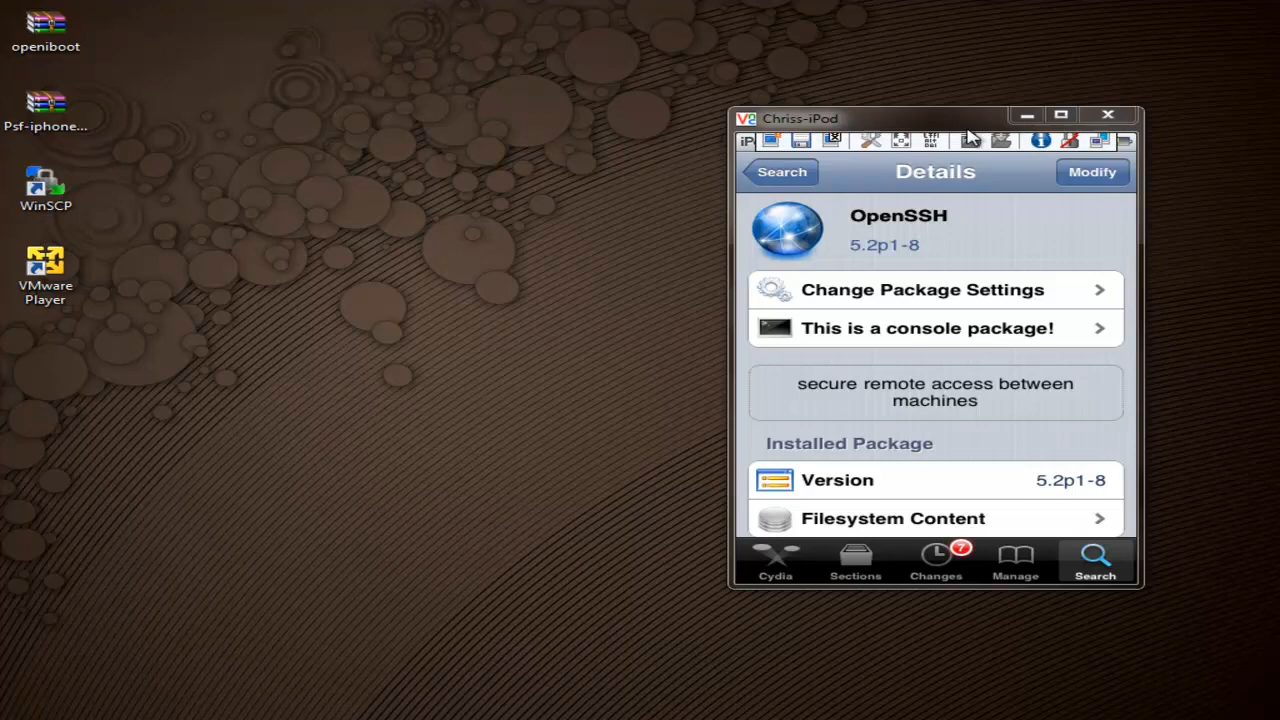 openiboot
Psf-iphone...
WinSCP
VMware
Player
Chriss-iPod
iP
Search
Details
Modify
OpenSSH
5.2p1-8
Change Package Settings
This is a console package!
secure remote access between
machines
Installed Package
Version
5.2p1-8
Filesystem Content
7
Cydia
Sections
Changes
Manage
Search